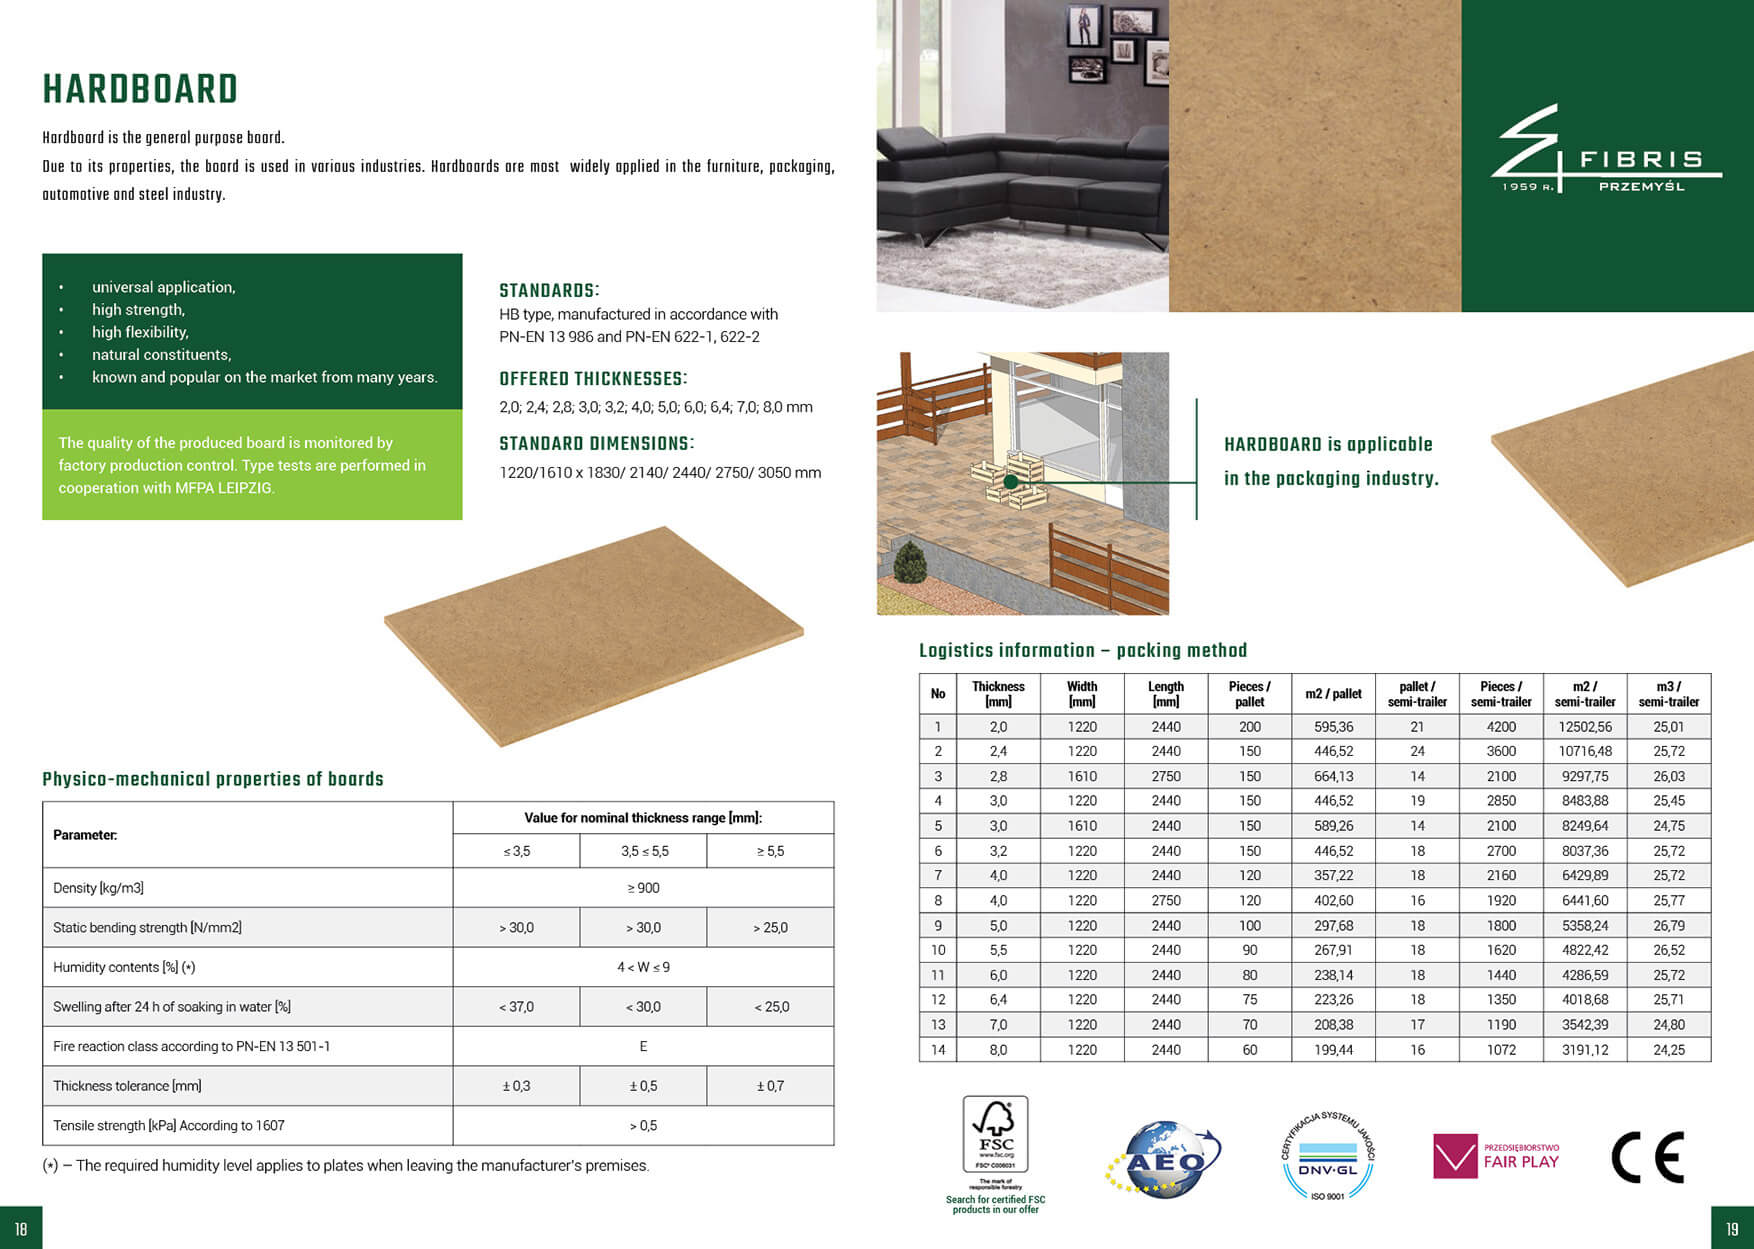 HARDBOARD
Hardboard is the general purpose board.
Due to its properties, the board is used in various industries. Hardboards are most widely applied in the furniture, packaging,
automotive and steel industry.
• universal application,
• high strength,
• high flexibility,
• natural constituents,
• known and popular on the market from many years.
The quality of the produced board is monitored by
factory production control. Type tests are performed in
cooperation with MFPA LEIPZIG.
STANDARDS:
HB type, manufactured in accordance with
PN-EN 13 986 and PN-EN 622-1, 622-2
OFFERED THICKNESSES:
2,0; 2,4; 2,8; 3,0; 3,2; 4,0; 5,0; 6,0; 6,4; 7,0; 8,0 mm
STANDARD DIMENSIONS:
1220/1610 x 1830/ 2140/ 2440/ 2750/ 3050 mm
Physico-mechanical properties of boards
Parameter: Value for nominal thickness range [mm]:
≤ 3,5 3,5 ≤ 5,5 ≥ 5,5
Density [kg/m3] ≥ 900
Static bending strength [N/mm2] > 30,0 > 30,0 > 25,0
Humidity contents [%] (*) 4 < W ≤ 9
Swelling after 24 h of soaking in water [%] < 37,0 < 30,0 < 25,0
Fire reaction class according to PN-EN 13 501-1 E
Thickness tolerance [mm] ± 0,3 ± 0,5 ± 0,7
Tensile strength [kPa] According to 1607 > 0,5
(*) – The required humidity level applies to plates when leaving the manufacturer's premises.
18
FIBRIS
1959 R. PRZEMYŚL
HARDBOARD is applicable
in the packaging industry.
Logistics information – packing method
No Thickness [mm] Width [mm] Length [mm] Pieces / pallet m2 / pallet pallet / semi-trailer Pieces / semi-trailer m2 / semi-trailer m3 / semi-trailer
1 2,0 1220 2440 200 595,36 21 4200 12502,56 25,01
2 2,4 1220 2440 150 446,52 24 3600 10716,48 25,72
3 2,8 1610 2750 150 664,13 14 2100 9297,75 26,03
4 3,0 1220 2440 150 446,52 19 2850 8483,88 25,45
5 3,0 1610 2440 150 589,26 14 2100 8249,64 24,75
6 3,2 1220 2440 150 446,52 18 2700 8037,36 25,72
7 4,0 1220 2440 120 357,22 18 2160 6429,89 25,72
8 4,0 1220 2750 120 402,60 16 1920 6441,60 25,77
9 5,0 1220 2440 100 297,68 18 1800 5358,24 26,79
10 5,5 1220 2440 90 267,91 18 1620 4822,42 26,52
11 6,0 1220 2440 80 238,14 18 1440 4286,59 25,72
12 6,4 1220 2440 75 223,26 18 1350 4018,68 25,71
13 7,0 1220 2440 70 208,38 17 1190 3542,39 24,80
14 8,0 1220 2440 60 199,44 16 1072 3191,12 24,25
FSC
www.fsc.org
FSC® C006031
The mark of
responsible forestry
Search for certified FSC
products in our offer
AEO
CERTYFIKACJA SYSTEMU JAKOŚCI
DNV·GL
ISO 9001
PRZEDSIĘBIORSTWO
FAIR PLAY
CE
19